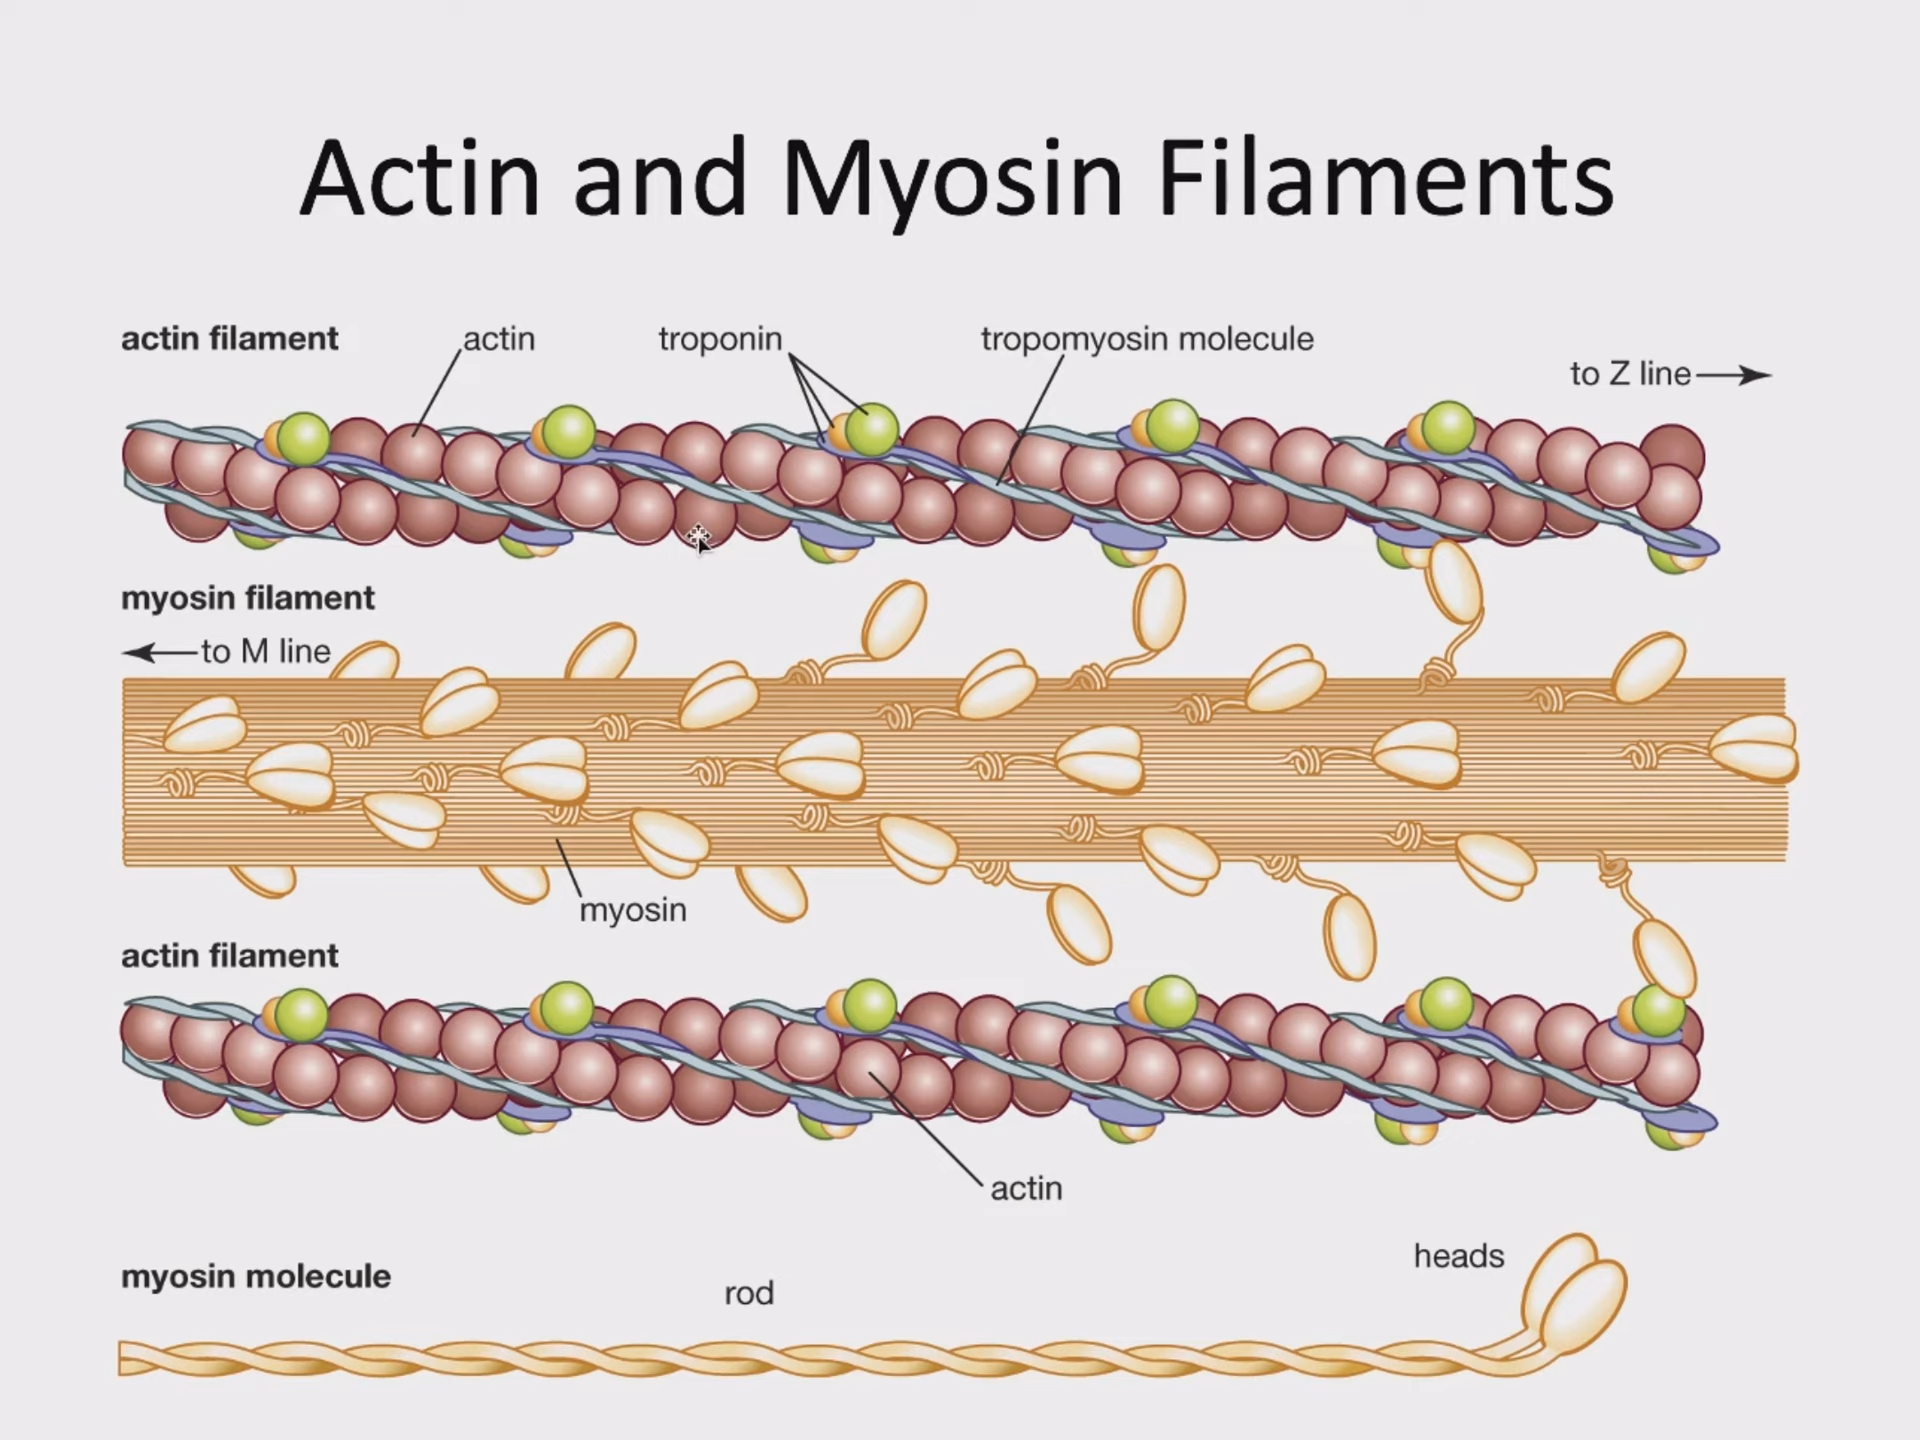 Actin and Myosin Filaments
actin filament
actin
troponin
tropomyosin molecule
to Z line
myosin filament
to M line
myosin
actin filament
actin
myosin molecule
rod
heads